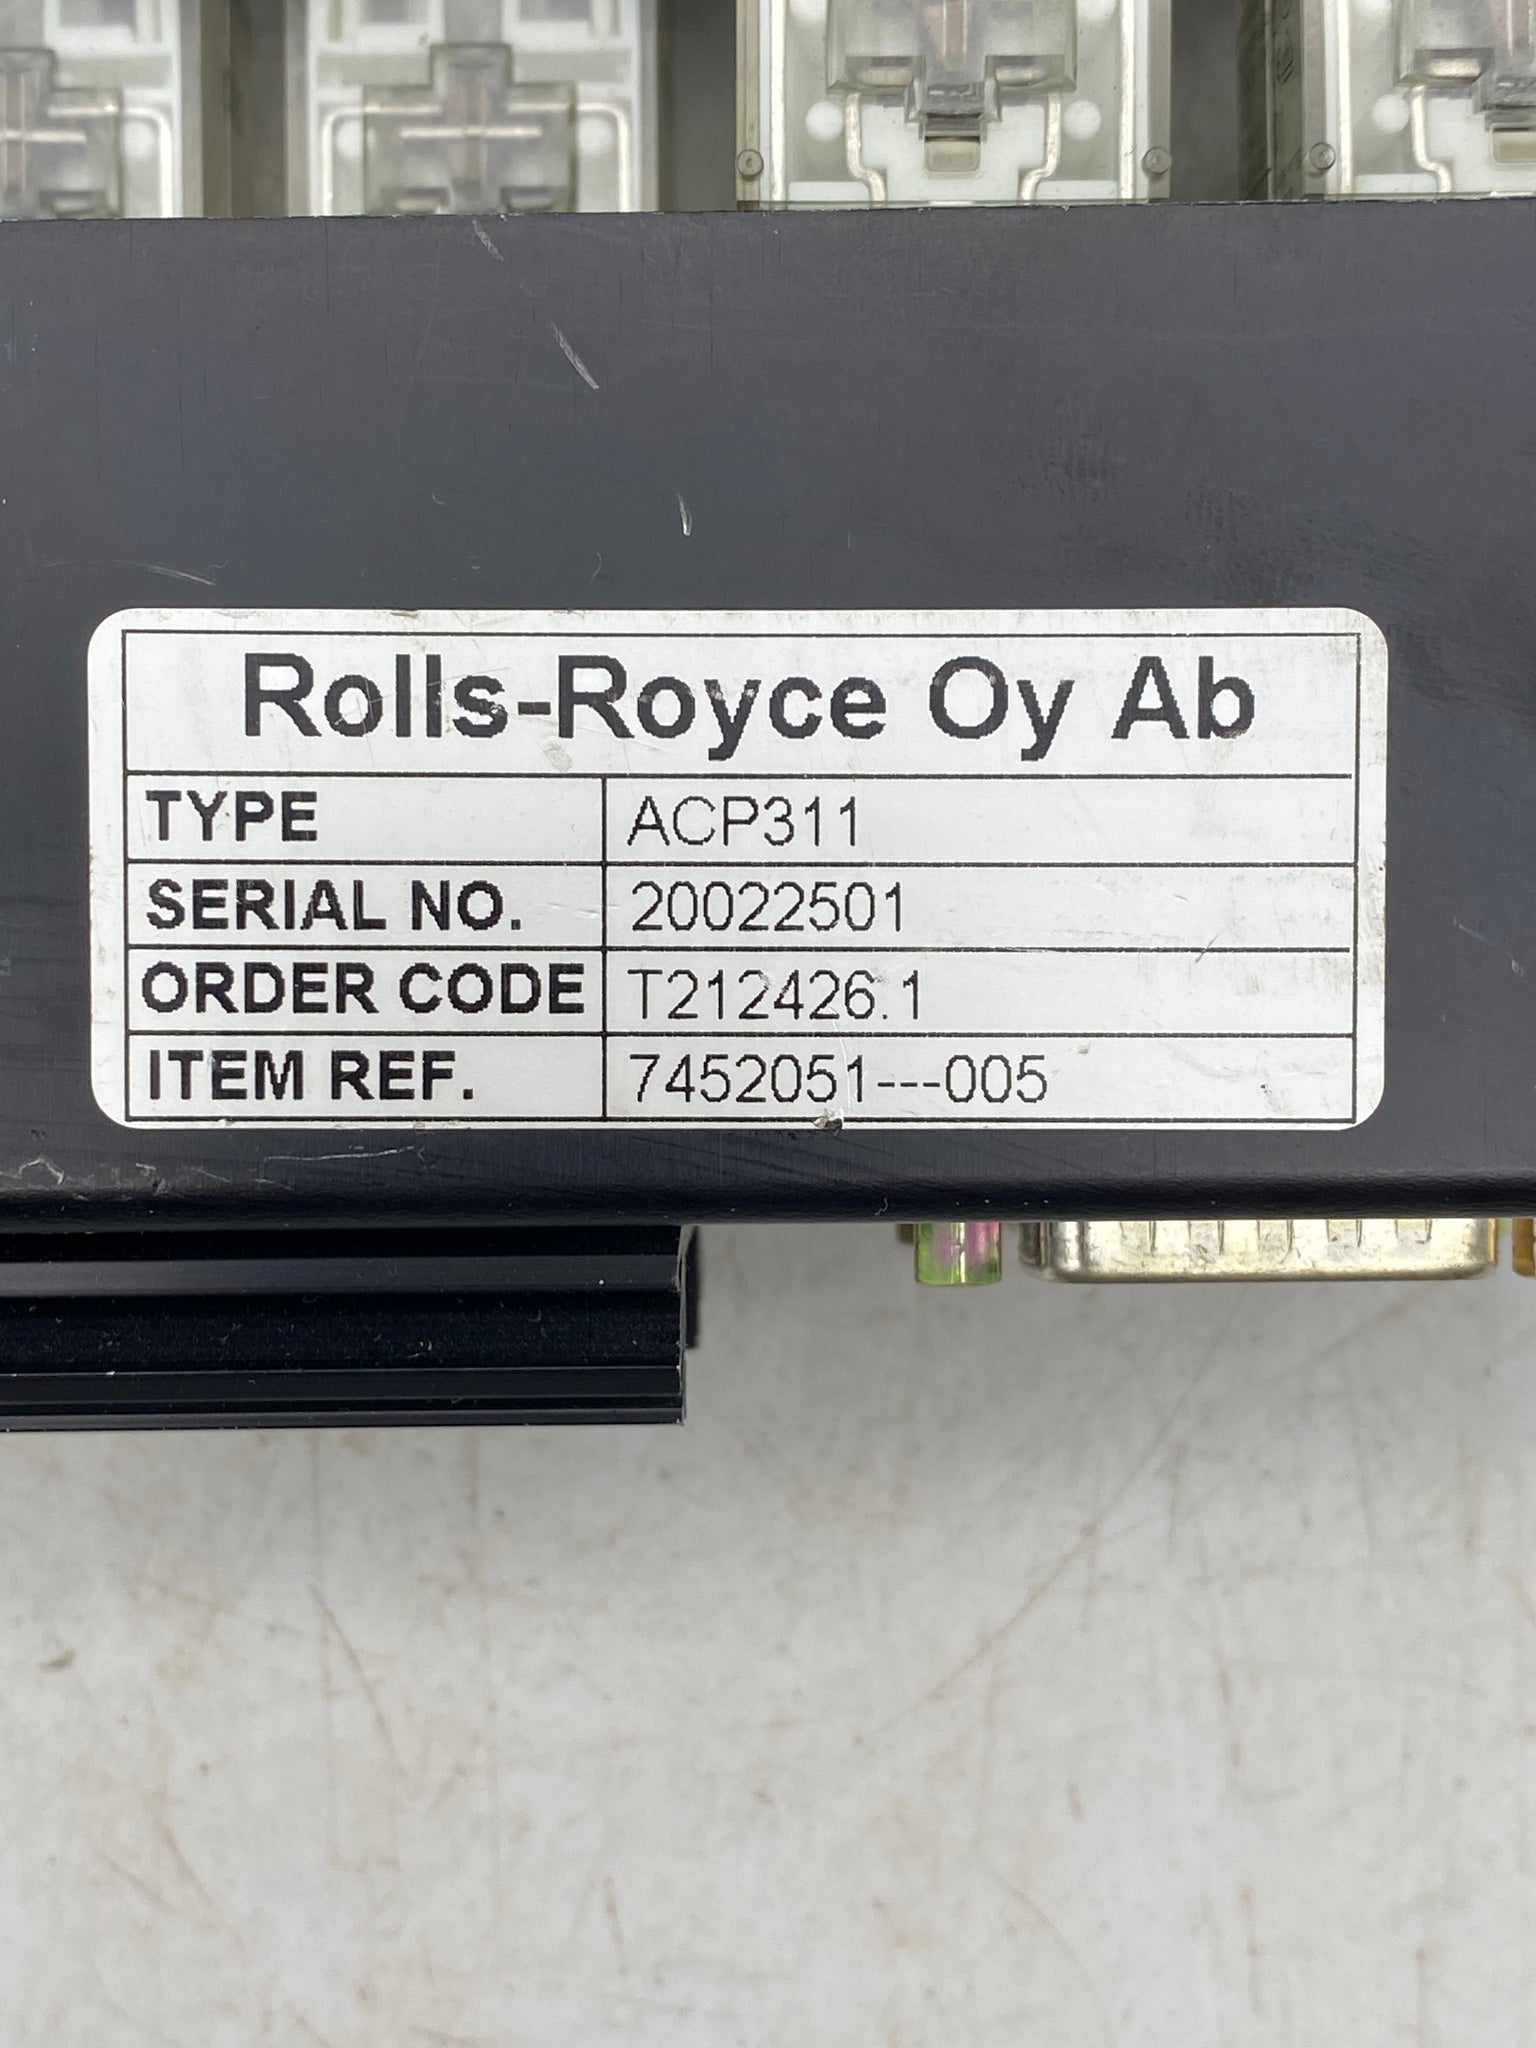 Rolls-Royce Oy Ab
TYPE ACP311
SERIAL NO. 20022501
ORDER CODE T212426.1
ITEM REF. 7452051---005